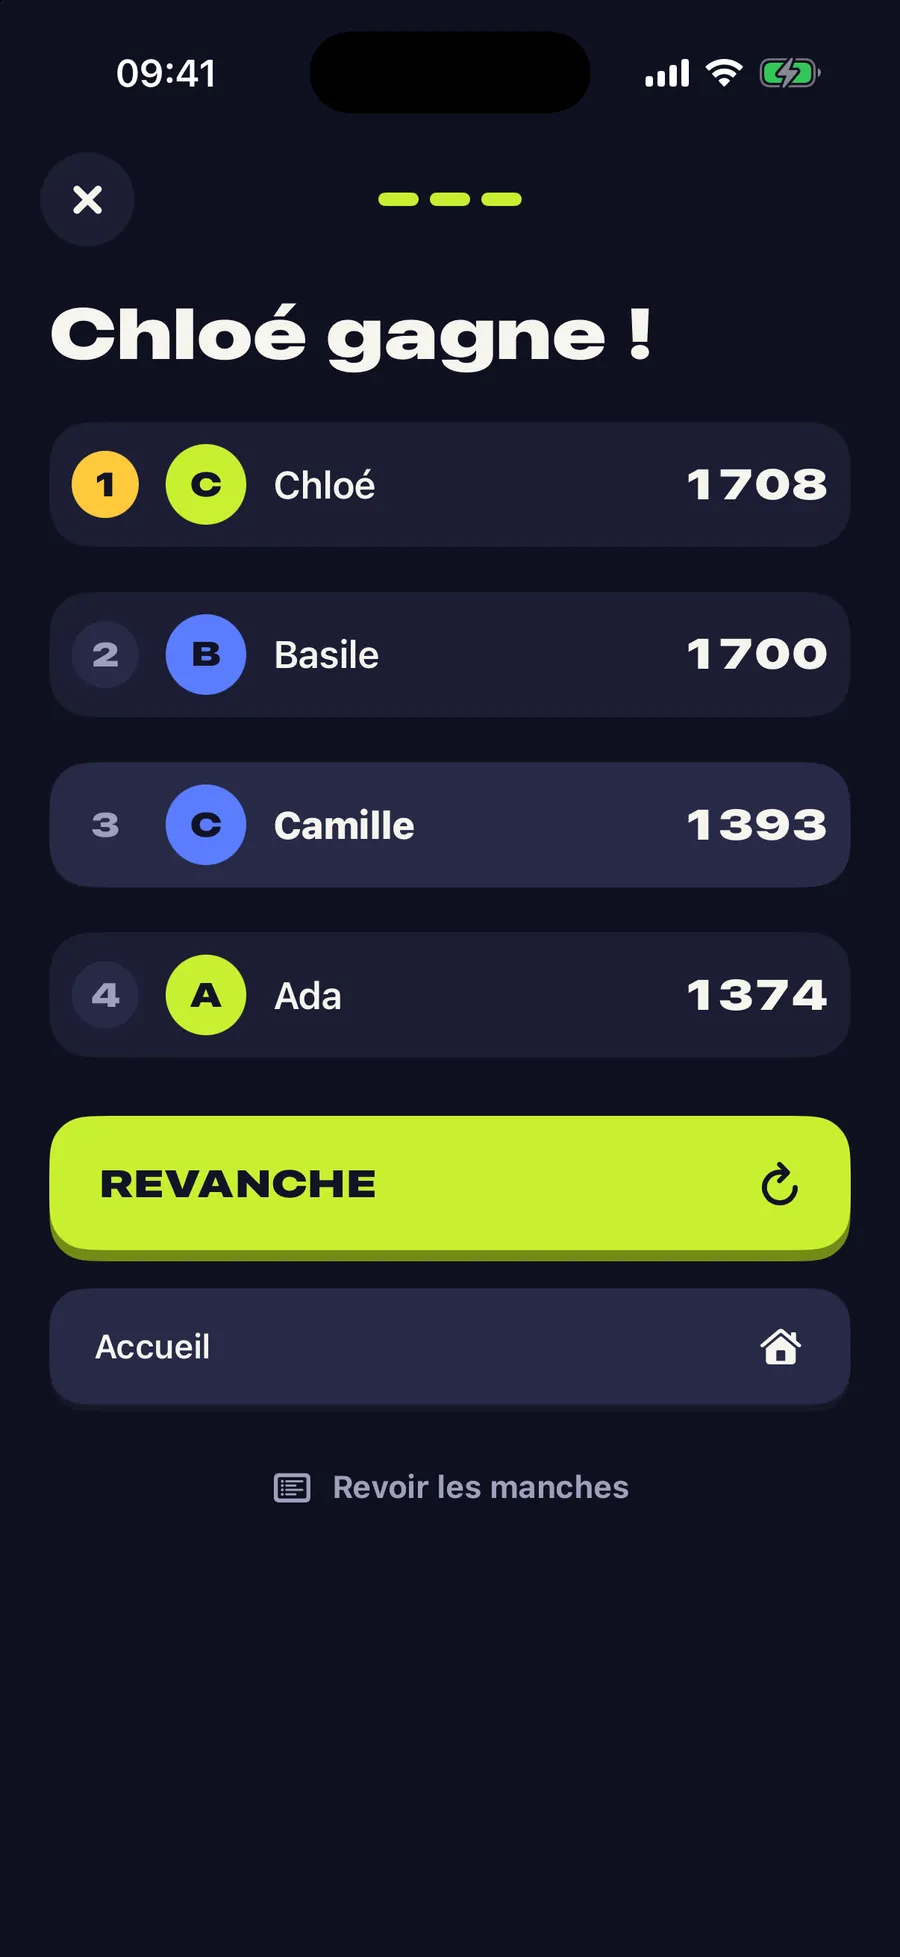 09:41
Chloé gagne !
1 C Chloé 1708
2 B Basile 1700
3 C Camille 1393
4 A Ada 1374
REVANCHE
Accueil
Revoir les manches